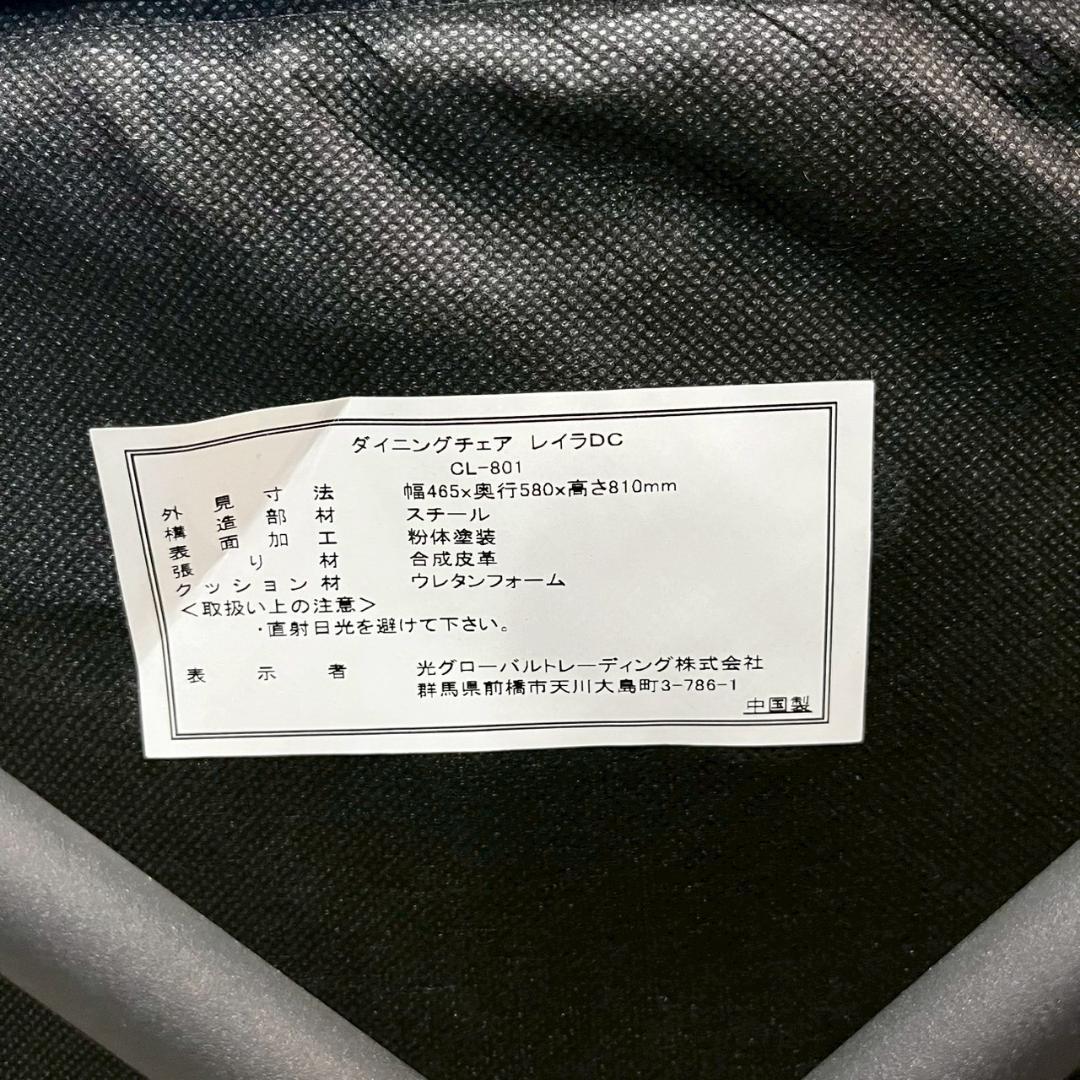 ダイニングチェア レイラDC
CL-801
外見寸法 幅465×奥行580×高さ810mm
構造部材 スチール
表面加工 粉体塗装
張り材 合成皮革
クッション材 ウレタンフォーム
＜取扱い上の注意＞
・直射日光を避けて下さい。
表示者 光グローバルトレーディング株式会社
群馬県前橋市天川大島町3-786-1
中国製